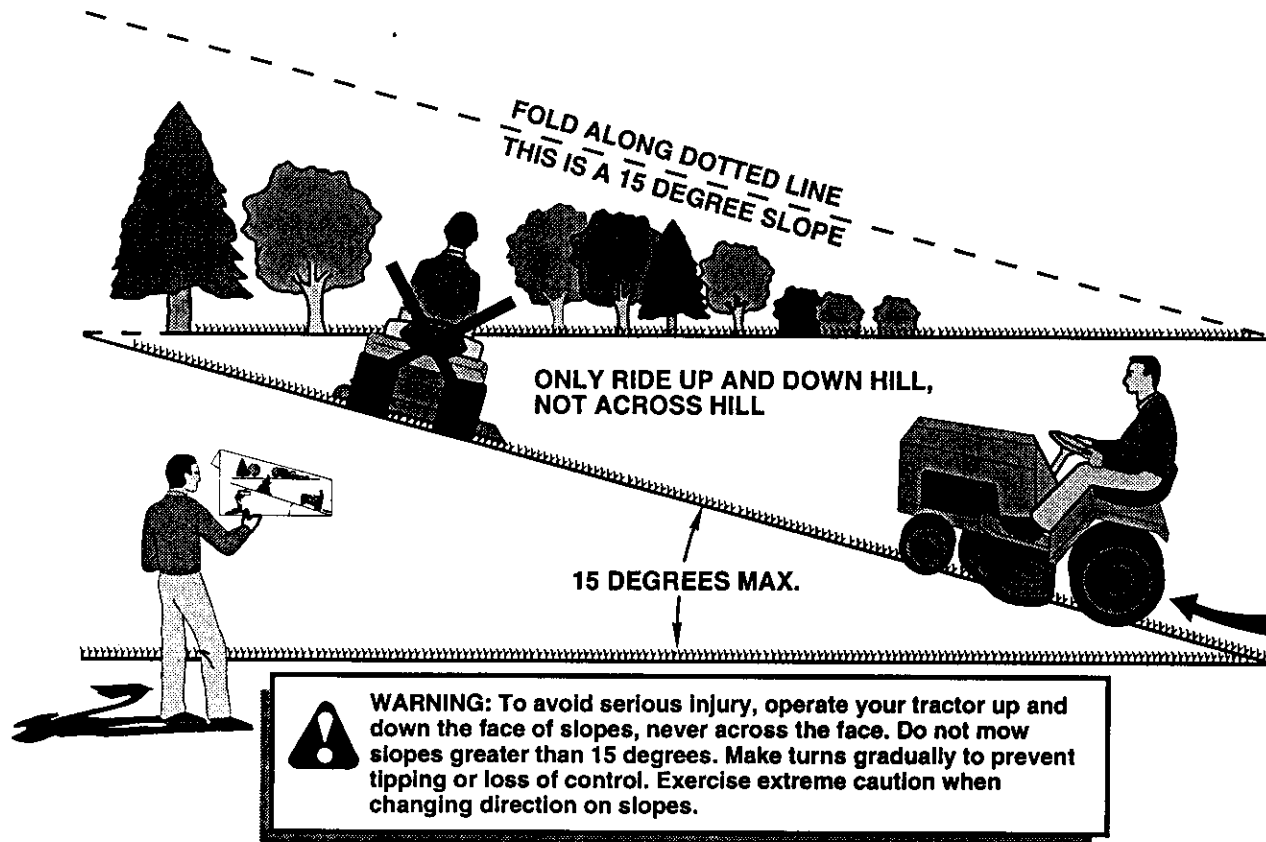 FOLD ALONG DOTTED LINE
THIS IS A 15 DEGREE SLOPE
ONLY RIDE UP AND DOWN HILL,
NOT ACROSS HILL
15 DEGREES MAX.
WARNING: To avoid serious injury, operate your tractor up and
down the face of slopes, never across the face. Do not mow
slopes greater than 15 degrees. Make turns gradually to prevent
tipping or loss of control. Exercise extreme caution when
changing direction on slopes.